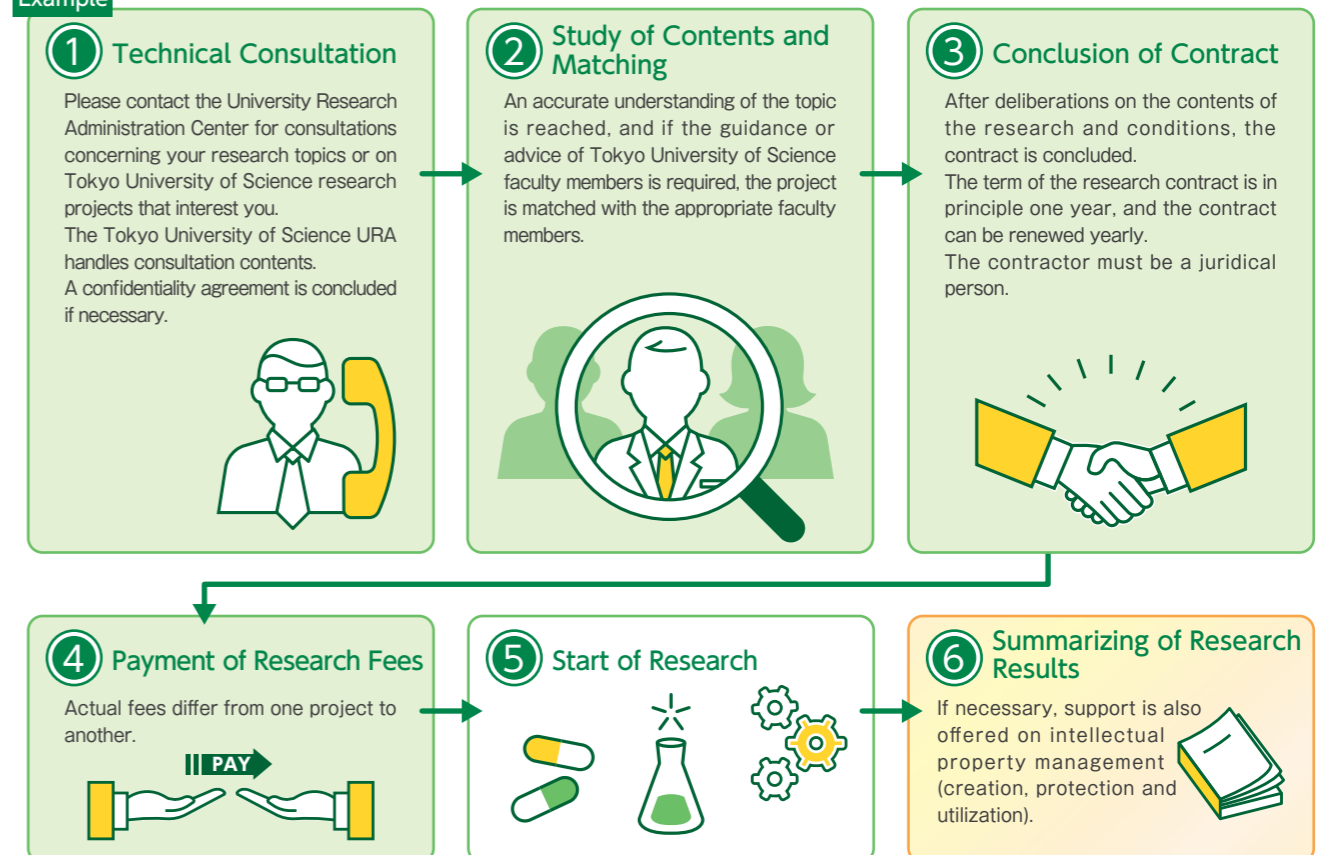 Example
1 Technical Consultation
Please contact the University Research
Administration Center for consultations
concerning your research topics or on
Tokyo University of Science research
projects that interest you.
The Tokyo University of Science URA
handles consultation contents.
A confidentiality agreement is concluded
if necessary.
2 Study of Contents and
Matching
An accurate understanding of the topic
is reached, and if the guidance or
advice of Tokyo University of Science
faculty members is required, the project
is matched with the appropriate faculty
members.
3 Conclusion of Contract
After deliberations on the contents of
the research and conditions, the
contract is concluded.
The term of the research contract is in
principle one year, and the contract
can be renewed yearly.
The contractor must be a juridical
person.
4 Payment of Research Fees
Actual fees differ from one project to
another.
PAY
5 Start of Research
6 Summarizing of Research
Results
If necessary, support is also
offered on intellectual
property management
(creation, protection and
utilization).